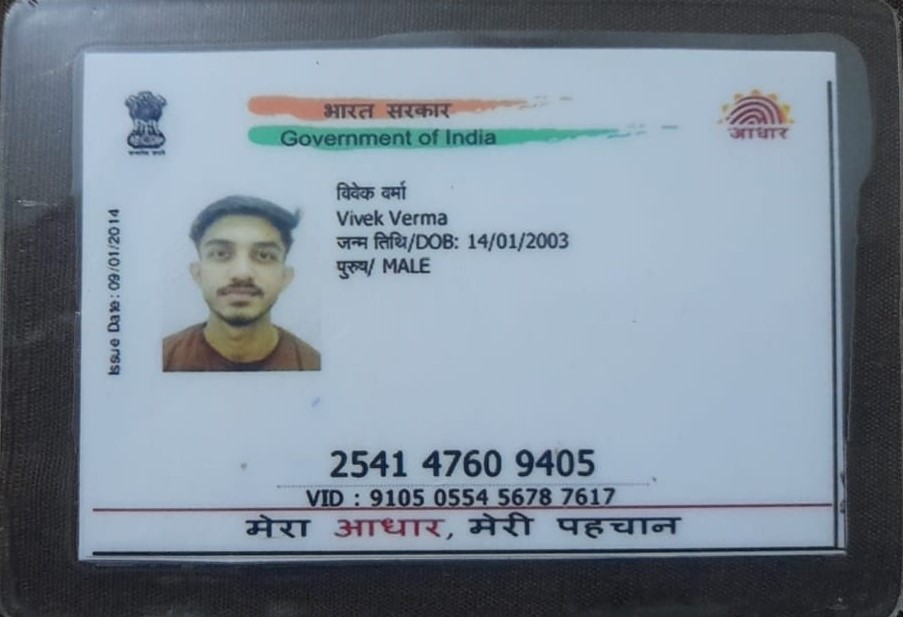 भारत सरकार
Government of India
आधार
Issue Date: 09/01/2014
विवेक वर्मा
Vivek Verma
जन्म तिथि/DOB: 14/01/2003
पुरुष/ MALE
2541 4760 9405
VID : 9105 0554 5678 7617
मेरा आधार, मेरी पहचान